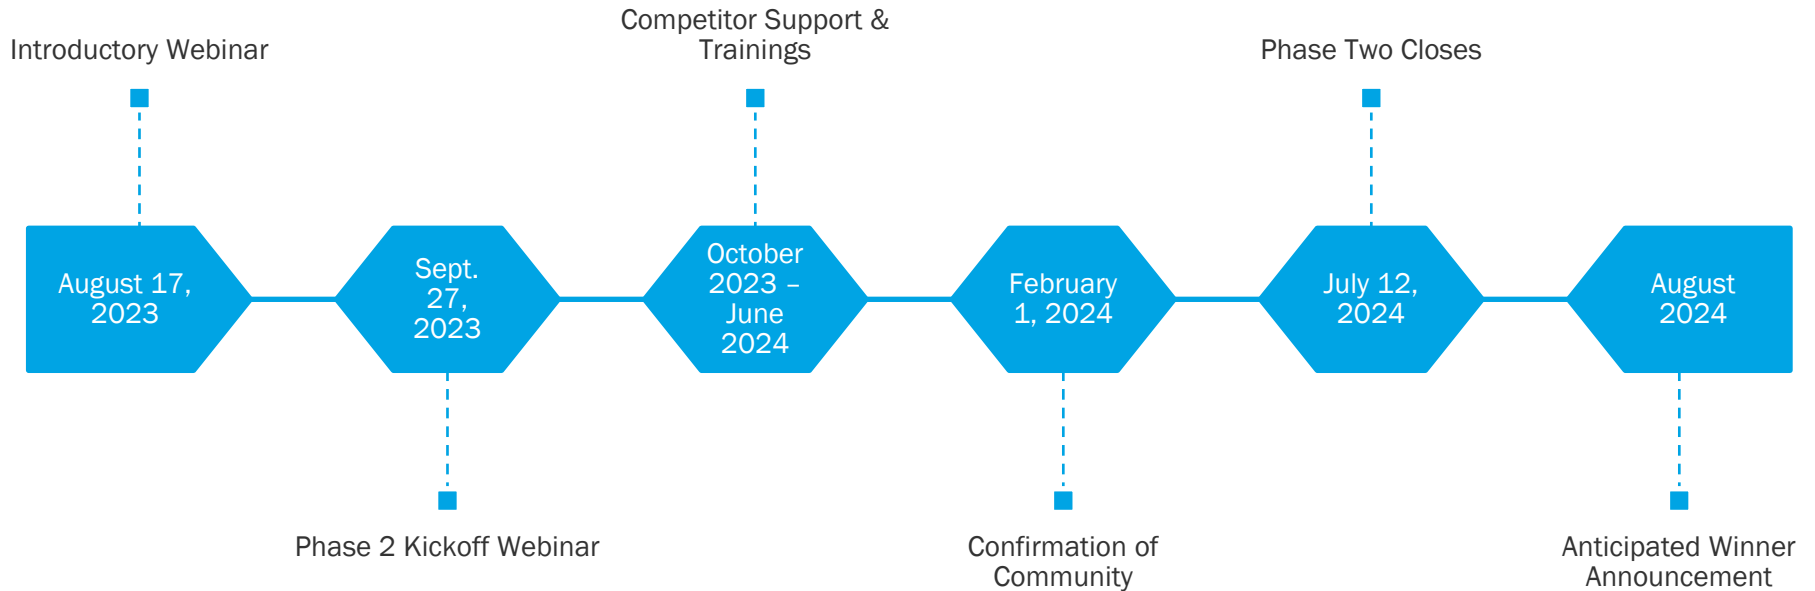 Introductory Webinar
Competitor Support &
Trainings
Phase Two Closes
August 17,
2023
Sept.
27,
2023
October
2023 –
June
2024
February
1, 2024
July 12,
2024
August
2024
Phase 2 Kickoff Webinar
Confirmation of
Community
Anticipated Winner
Announcement